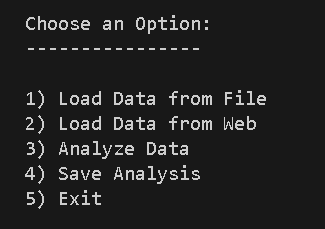 Choose an Option:
----------------
1) Load Data from File
2) Load Data from Web
3) Analyze Data
4) Save Analysis
5) Exit